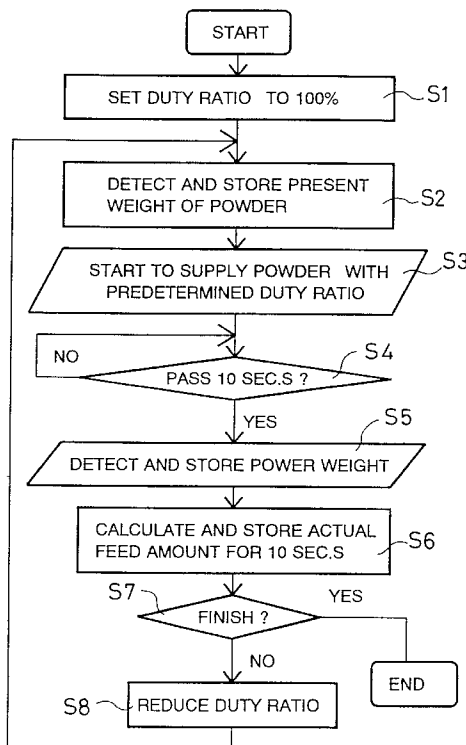 START
SET DUTY RATIO TO 100%
S1
DETECT AND STORE PRESENT
WEIGHT OF POWDER
S2
START TO SUPPLY POWDER WITH
PREDETERMINED DUTY RATIO
S3
NO
PASS 10 SEC.S ?
S4
YES
S5
DETECT AND STORE POWER WEIGHT
CALCULATE AND STORE ACTUAL
FEED AMOUNT FOR 10 SEC.S
S6
S7
FINISH ?
YES
NO
END
S8
REDUCE DUTY RATIO